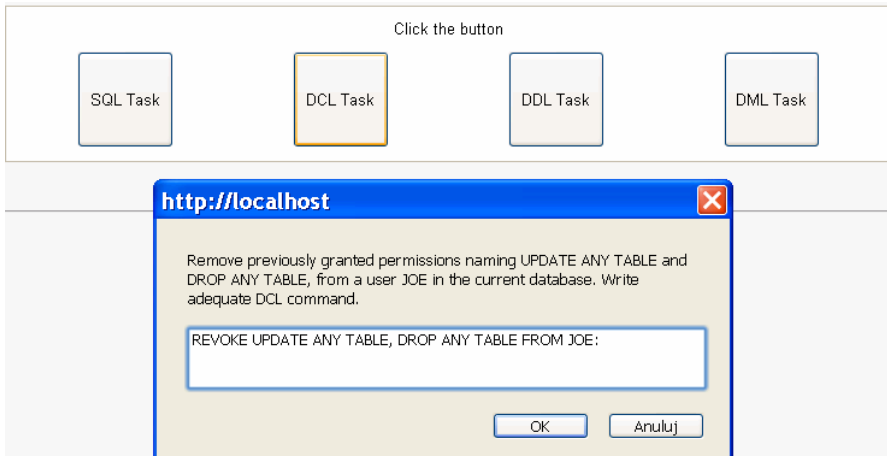 Click the button
SQL Task DCL Task DDL Task DML Task
http://localhost
Remove previously granted permissions naming UPDATE ANY TABLE and
DROP ANY TABLE, from a user JOE in the current database. Write
adequate DCL command.
REVOKE UPDATE ANY TABLE, DROP ANY TABLE FROM JOE:
OK Anuluj